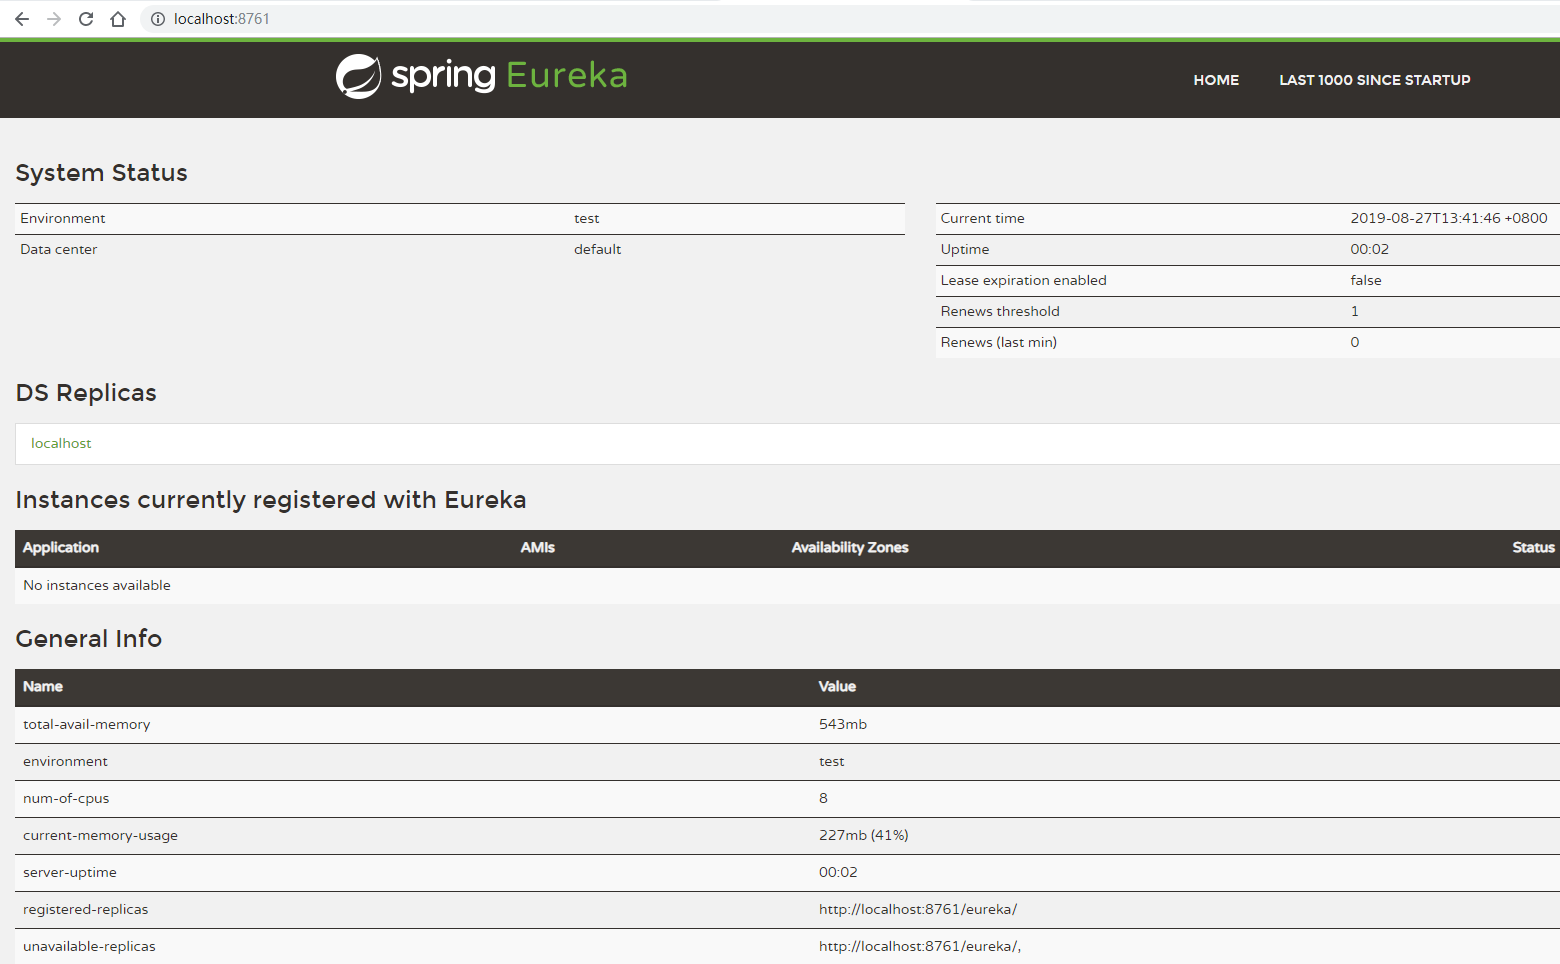 localhost:8761
spring Eureka
HOME LAST 1000 SINCE STARTUP
System Status
Environment test
Data center default
Current time 2019-08-27T13:41:46 +0800
Uptime 00:02
Lease expiration enabled false
Renews threshold 1
Renews (last min) 0
DS Replicas
localhost
Instances currently registered with Eureka
Application AMIs Availability Zones Status
No instances available
General Info
Name Value
total-avail-memory 543mb
environment test
num-of-cpus 8
current-memory-usage 227mb (41%)
server-uptime 00:02
registered-replicas http://localhost:8761/eureka/
unavailable-replicas http://localhost:8761/eureka/,